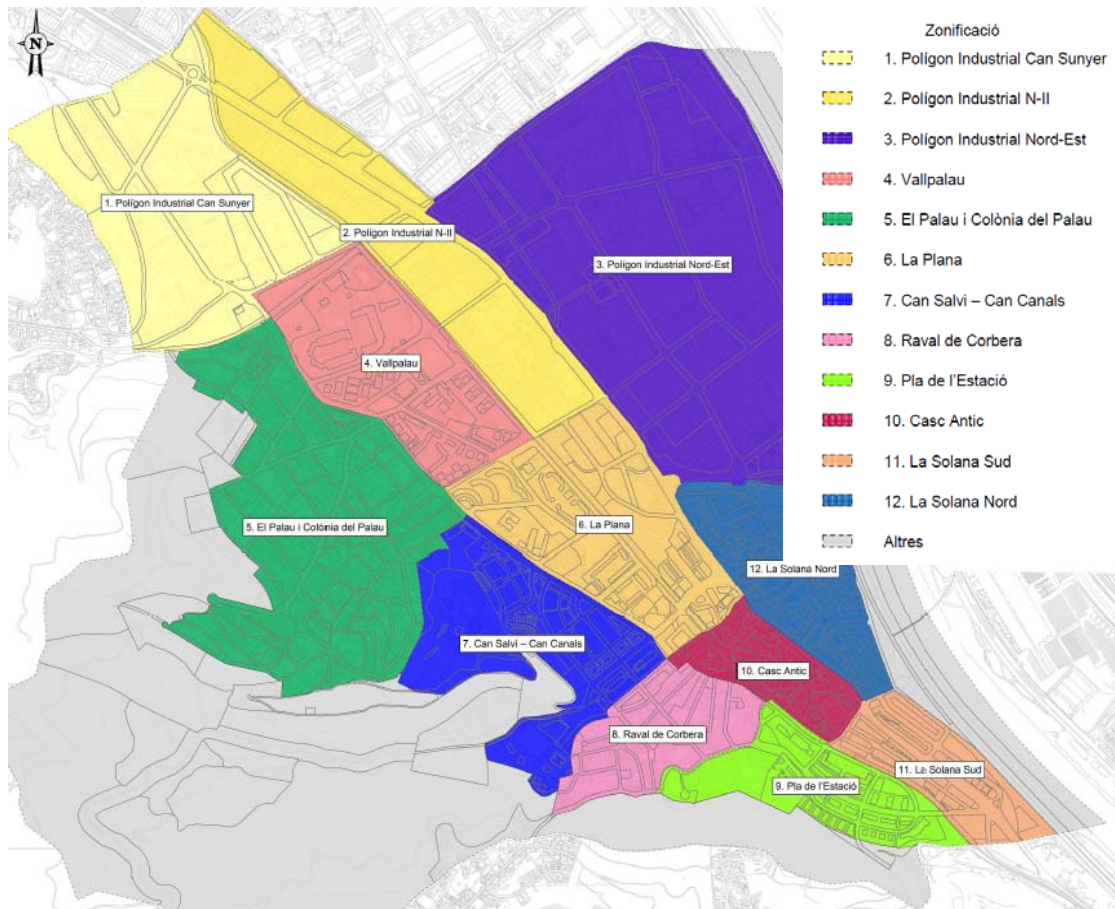 N
Zonificació
1. Polígon Industrial Can Sunyer
2. Polígon Industrial N-II
3. Polígon Industrial Nord-Est
4. Vallpalau
5. El Palau i Colònia del Palau
6. La Plana
7. Can Salvi – Can Canals
8. Raval de Corbera
9. Pla de l'Estació
10. Casc Antic
11. La Solana Sud
12. La Solana Nord
Altres
1. Polígon Industrial Can Sunyer
2. Polígon Industrial N-II
3. Polígon Industrial Nord-Est
4. Vallpalau
5. El Palau i Colònia del Palau
6. La Plana
12. La Solana Nord
7. Can Salvi – Can Canals
10. Casc Antic
8. Raval de Corbera
11. La Solana Sud
9. Pla de l'Estació